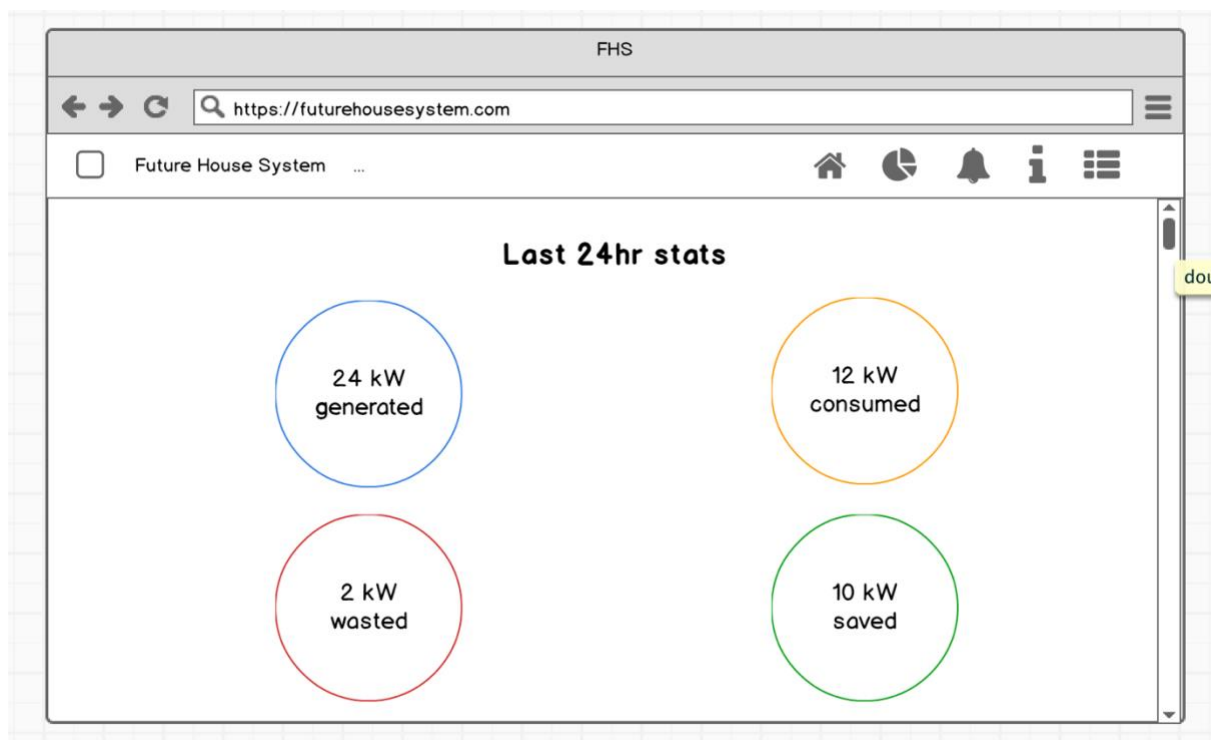 FHS
https://futurehousesystem.com
Future House System ...
Last 24hr stats
24 kW
generated
12 kW
consumed
2 kW
wasted
10 kW
saved